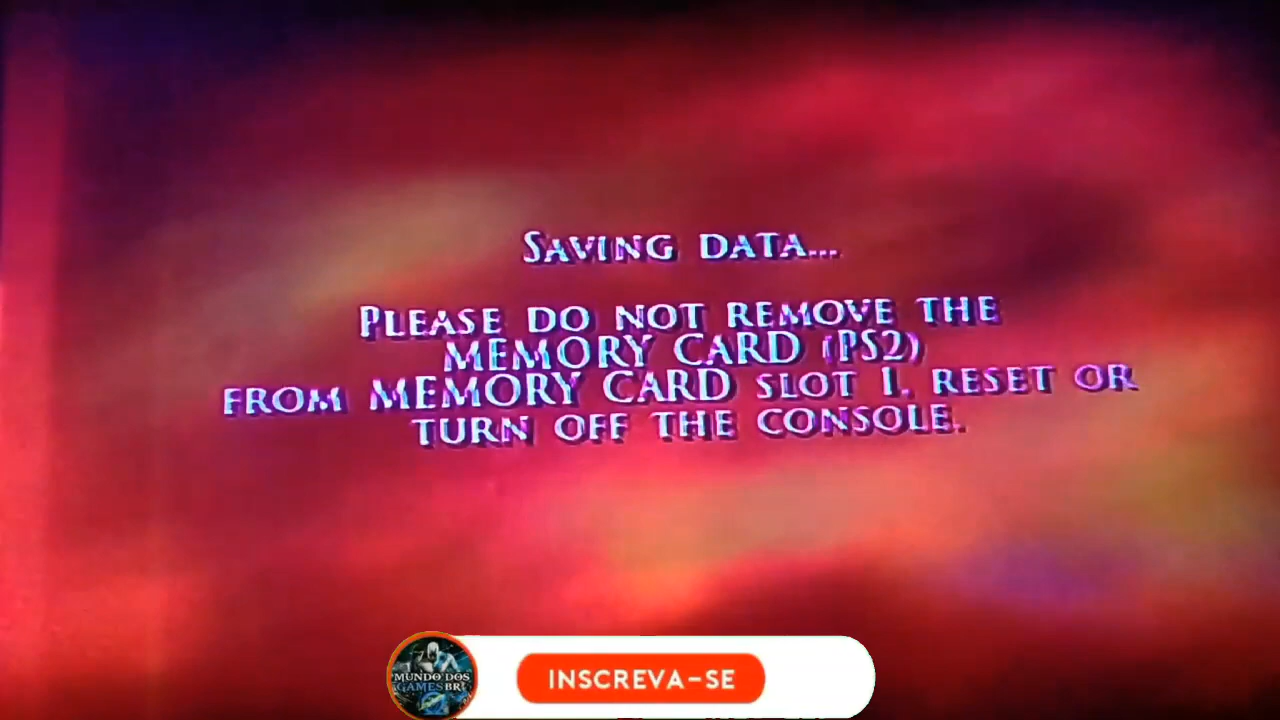 Saving data...
Please do not remove the
MEMORY CARD (PS2)
from MEMORY CARD slot 1, reset or
turn off the console.
MUNDO DOS
GAMES BR
INSCREVA-SE